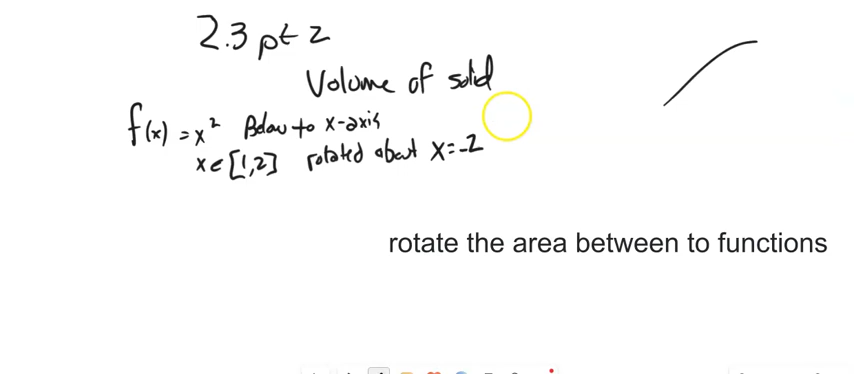 2.3 pt 2
Volume of solid
f(x) = x² Below to x-axis
x ∈ [1,2] rotated about x=-2
rotate the area between to functions